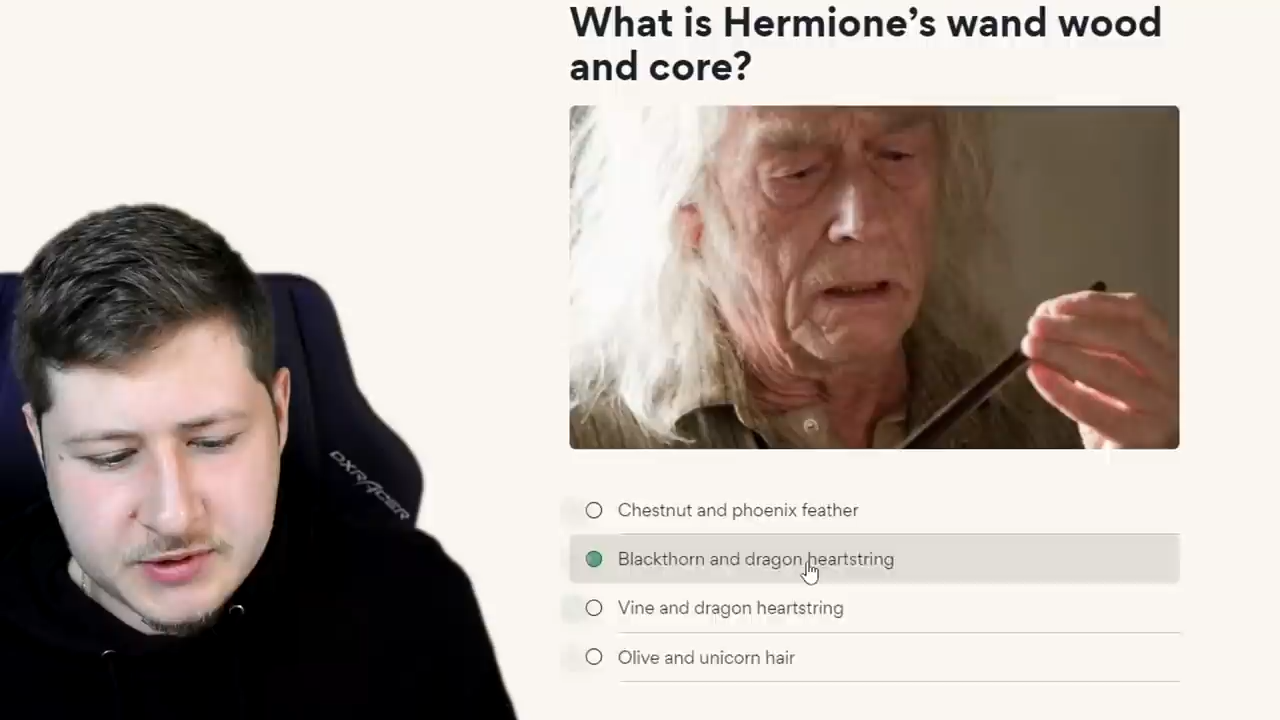 What is Hermione’s wand wood
and core?
DXRACER
Chestnut and phoenix feather
Blackthorn and dragon heartstring
Vine and dragon heartstring
Olive and unicorn hair